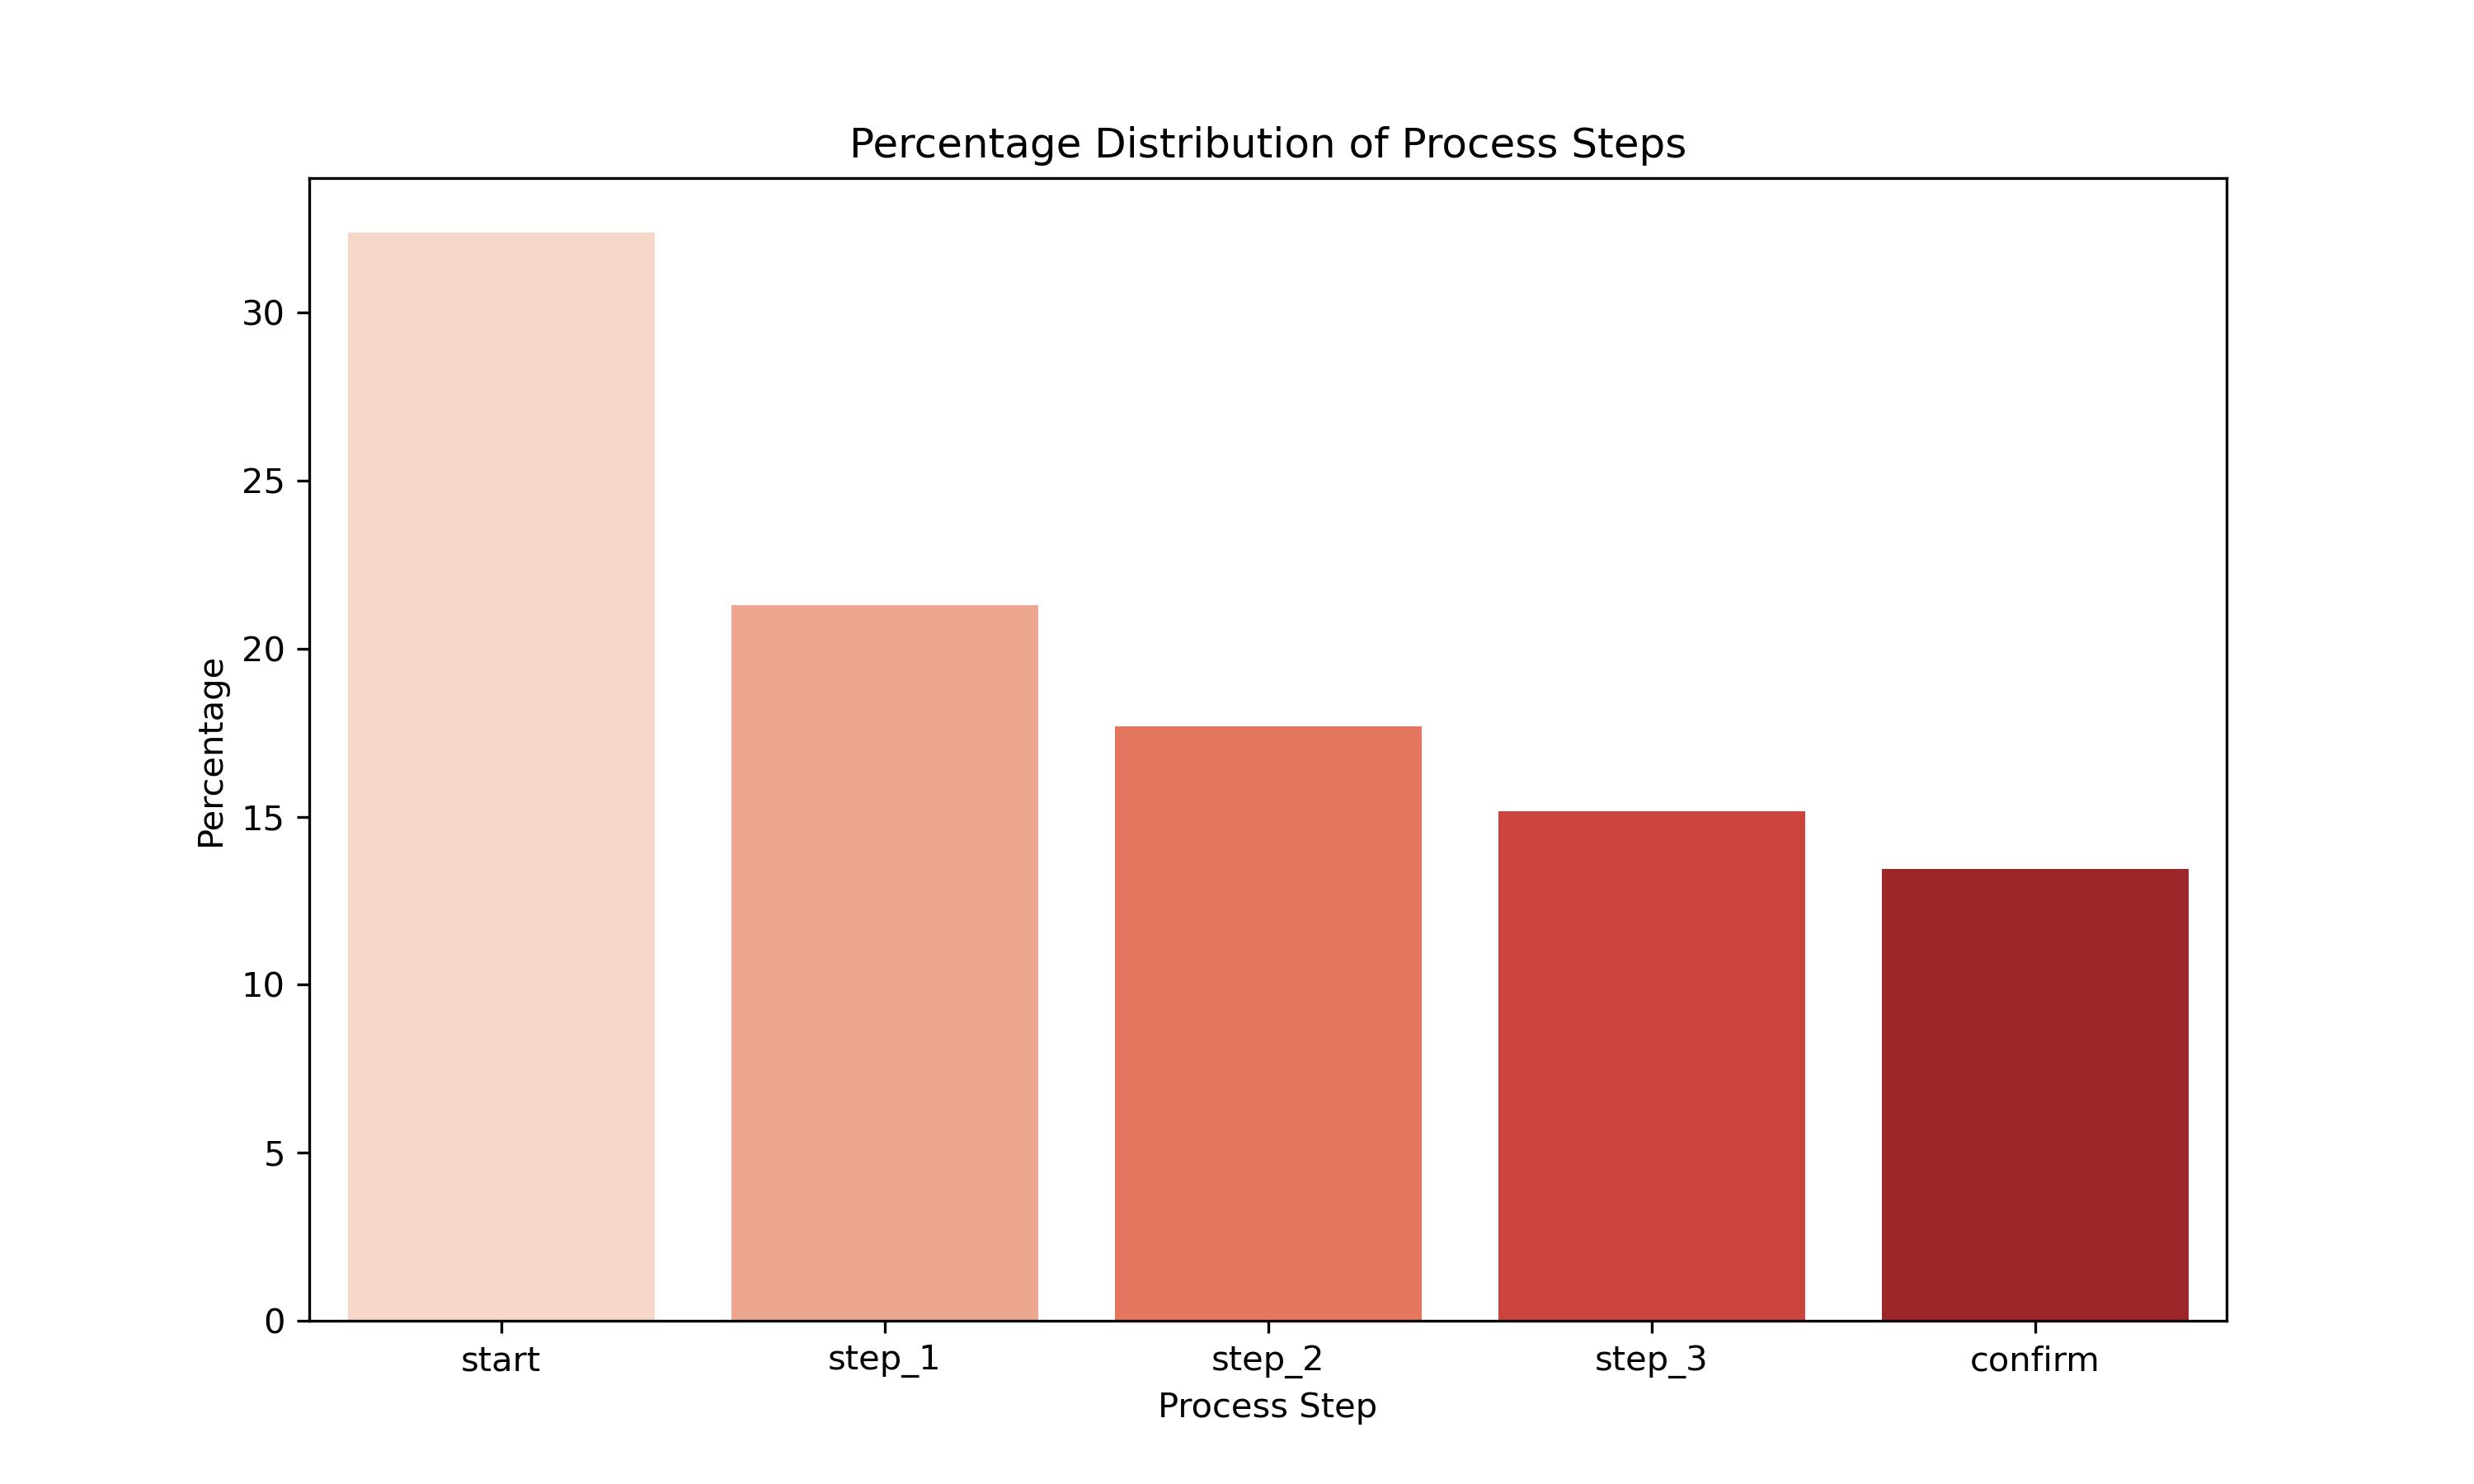 Percentage Distribution of Process Steps
Percentage
30
25
20
15
10
5
0
start step_1 step_2 step_3 confirm
Process Step